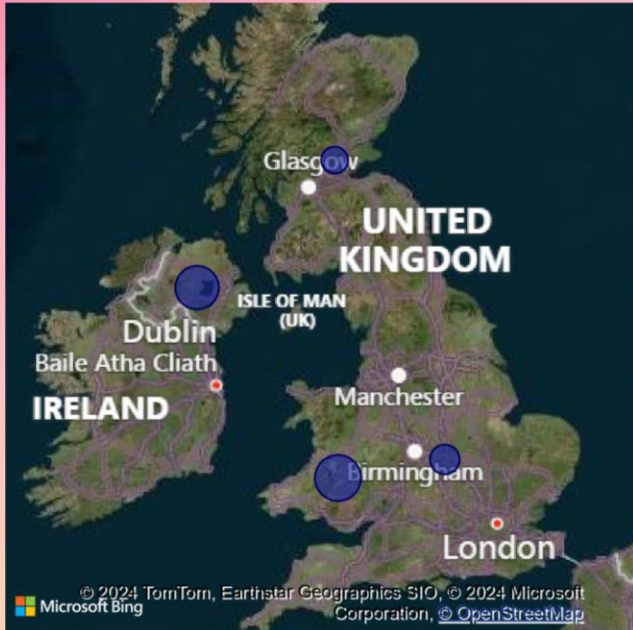 Glasgow
UNITED
KINGDOM
ISLE OF MAN
(UK)
Dublin
Baile Atha Cliath
IRELAND
Manchester
Birmingham
London
© 2024 TomTom, Earthstar Geographics SIO, © 2024 Microsoft
Microsoft Bing
Corporation, © OpenStreetMap